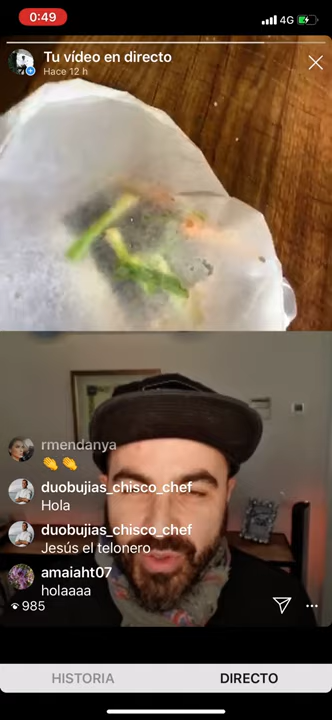 0:49
4G
Tu vídeo en directo
Hace 12 h
rmendanya
👏👏
duobujias_chisco_chef
Hola
duobujias_chisco_chef
Jesús el telonero
amaiaht07
holaaaa
985
HISTORIA
DIRECTO